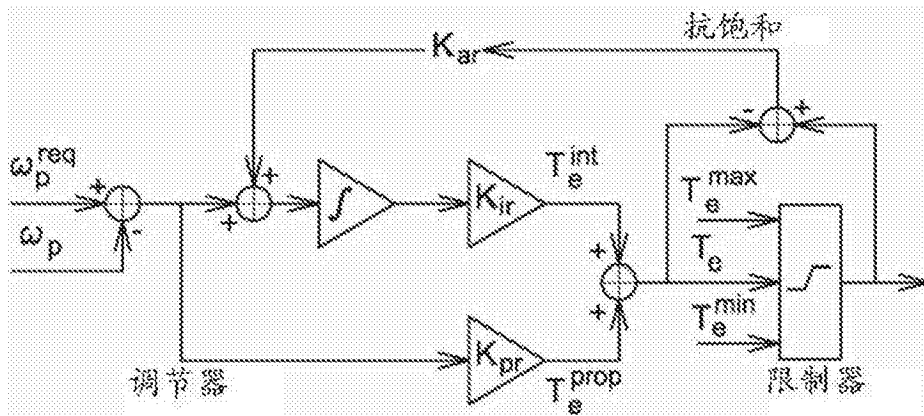 抗饱和
K_ar
ω_p^req
ω_p
∫
K_ir
T_e^int
T_e^max
T_e
T_e^min
K_pr
T_e^prop
调节器
限制器
+
-
+
+
+
+
-
+